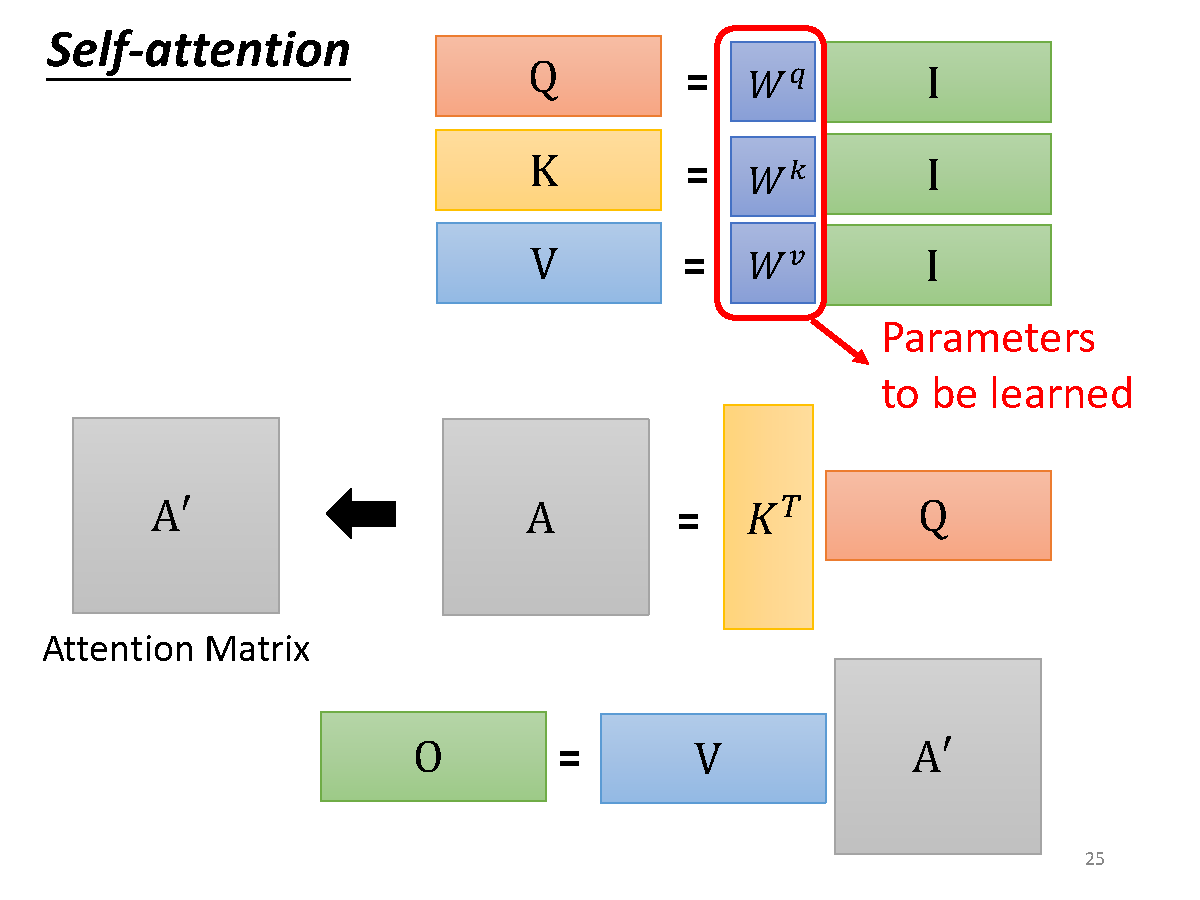 Self-attention
Q = W^q I
K = W^k I
V = W^v I
Parameters
to be learned
A′ A = K^T Q
Attention Matrix
O = V A′
25